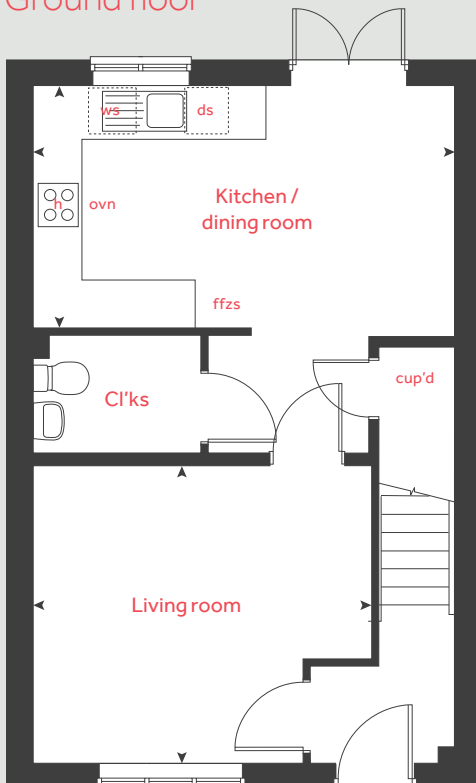 Ground floor
ws
ds
h
ovn
Kitchen /
dining room
ffzs
Cl'ks
cup'd
Living room